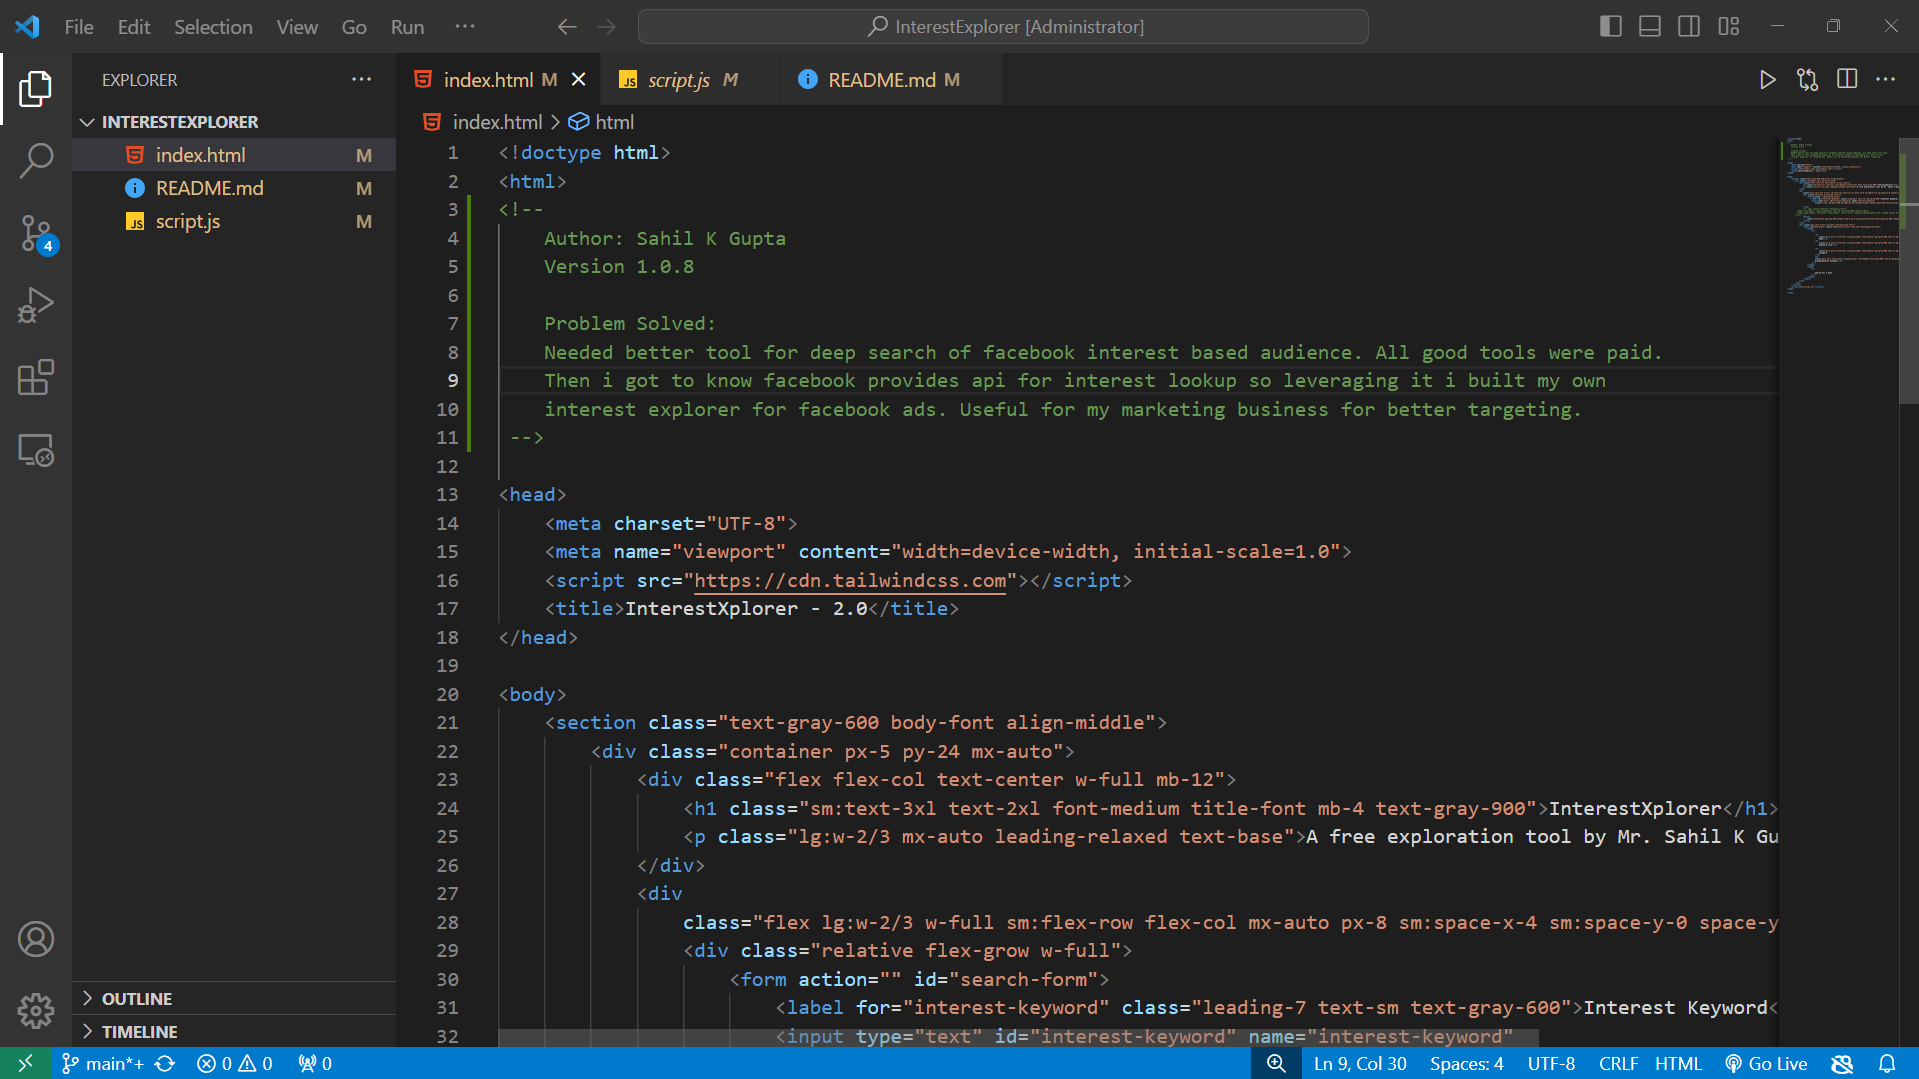 File Edit Selection View Go Run ···
InterestExplorer [Administrator]
EXPLORER
INTERESTEXPLORER
index.html M
README.md M
script.js M
4
OUTLINE
TIMELINE
index.html M
script.js M
README.md M
index.html > html
1 <!doctype html>
2 <html>
3 <!--
4 Author: Sahil K Gupta
5 Version 1.0.8
6
7 Problem Solved:
8 Needed better tool for deep search of facebook interest based audience. All good tools were paid.
9 Then i got to know facebook provides api for interest lookup so leveraging it i built my own
10 interest explorer for facebook ads. Useful for my marketing business for better targeting.
11 -->
12
13 <head>
14 <meta charset="UTF-8">
15 <meta name="viewport" content="width=device-width, initial-scale=1.0">
16 <script src="https://cdn.tailwindcss.com"></script>
17 <title>InterestXplorer - 2.0</title>
18 </head>
19
20 <body>
21 <section class="text-gray-600 body-font align-middle">
22 <div class="container px-5 py-24 mx-auto">
23 <div class="flex flex-col text-center w-full mb-12">
24 <h1 class="sm:text-3xl text-2xl font-medium title-font mb-4 text-gray-900">InterestXplorer</h1>
25 <p class="lg:w-2/3 mx-auto leading-relaxed text-base">A free exploration tool by Mr. Sahil K Gu
26 </div>
27 <div
28 class="flex lg:w-2/3 w-full sm:flex-row flex-col mx-auto px-8 sm:space-x-4 sm:space-y-0 space-y
29 <div class="relative flex-grow w-full">
30 <form action="" id="search-form">
31 <label for="interest-keyword" class="leading-7 text-sm text-gray-600">Interest Keyword<
32 <input type="text" id="interest-keyword" name="interest-keyword"
main*+ 0 0 0 Ln 9, Col 30 Spaces: 4 UTF-8 CRLF HTML Go Live